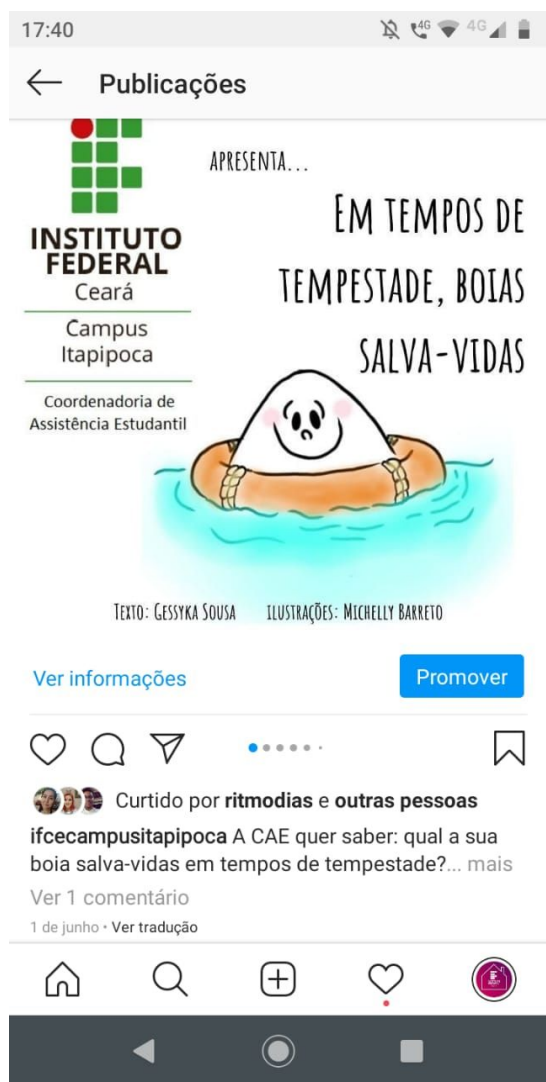 17:40
4G
4G
Publicações
INSTITUTO
FEDERAL
Ceará
Campus
Itapipoca
Coordenadoria de
Assistência Estudantil
APRESENTA...
EM TEMPOS DE
TEMPESTADE, BOIAS
SALVA-VIDAS
TEXTO: GESSYKA SOUSA ILUSTRAÇÕES: MICHELLY BARRETO
Ver informações
Promover
Curtido por ritmodias e outras pessoas
ifcecampusitapipoca A CAE quer saber: qual a sua
boia salva-vidas em tempos de tempestade?... mais
Ver 1 comentário
1 de junho • Ver tradução